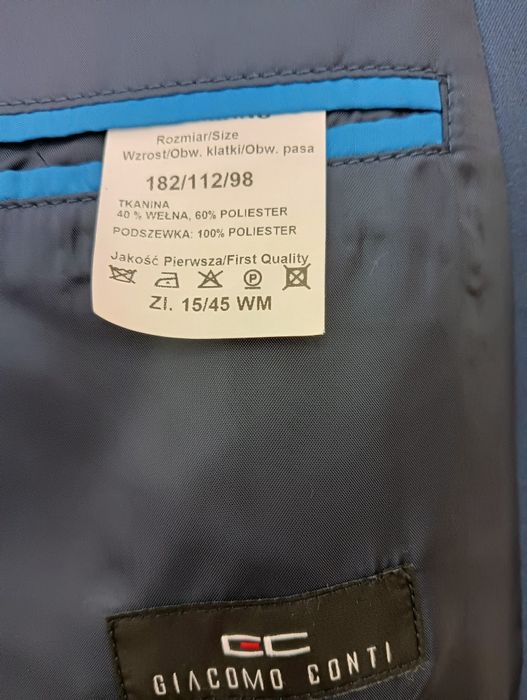 Rozmiar/Size
Wzrost/Obw. klatki/Obw. pasa
182/112/98
TKANINA
40 % WEŁNA, 60% POLIESTER
PODSZEWKA: 100% POLIESTER
Jakość Pierwsza/First Quality
P
Zl. 15/45 WM
GC
GIACOMO CONTI